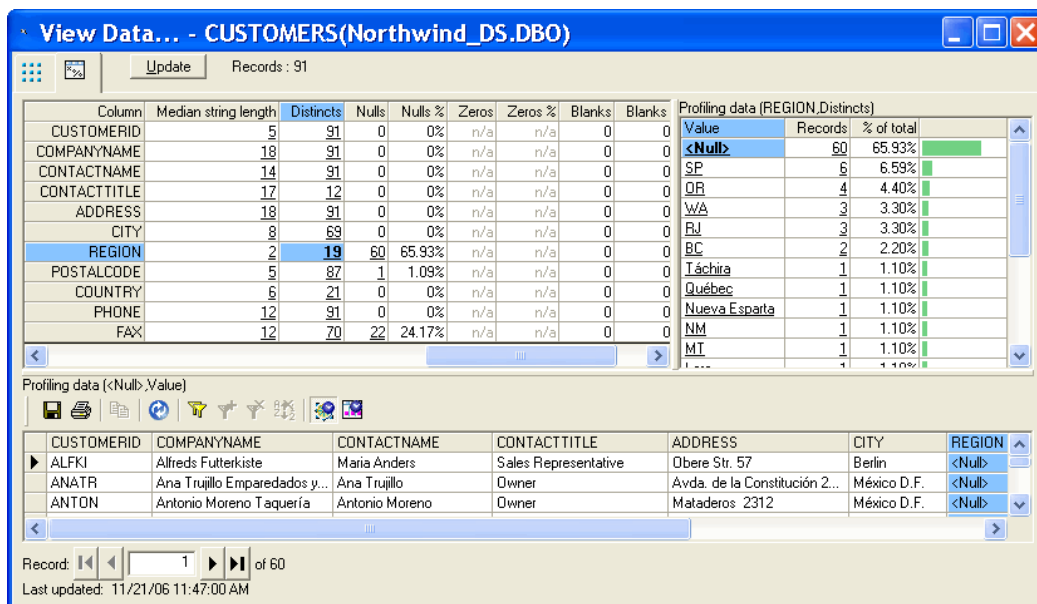 View Data... - CUSTOMERS(Northwind_DS.DBO)
Update Records : 91
Column Median string length Distincts Nulls Nulls % Zeros Zeros % Blanks Blanks
CUSTOMERID 5 91 0 0% n/a n/a 0 0
COMPANYNAME 18 91 0 0% n/a n/a 0 0
CONTACTNAME 14 91 0 0% n/a n/a 0 0
CONTACTTITLE 17 12 0 0% n/a n/a 0 0
ADDRESS 18 91 0 0% n/a n/a 0 0
CITY 8 69 0 0% n/a n/a 0 0
REGION 2 19 60 65.93% n/a n/a 0 0
POSTALCODE 5 87 1 1.09% n/a n/a 0 0
COUNTRY 6 21 0 0% n/a n/a 0 0
PHONE 12 91 0 0% n/a n/a 0 0
FAX 12 70 22 24.17% n/a n/a 0 0
Profiling data (REGION,Distincts)
Value Records % of total
<Null> 60 65.93%
SP 6 6.59%
OR 4 4.40%
WA 3 3.30%
RJ 3 3.30%
BC 2 2.20%
Táchira 1 1.10%
Québec 1 1.10%
Nueva Esparta 1 1.10%
NM 1 1.10%
MT 1 1.10%
Profiling data (<Null>,Value)
CUSTOMERID COMPANYNAME CONTACTNAME CONTACTTITLE ADDRESS CITY REGION
ALFKI Alfreds Futterkiste Maria Anders Sales Representative Obere Str. 57 Berlin <Null>
ANATR Ana Trujillo Emparedados y... Ana Trujillo Owner Avda. de la Constitución 2... México D.F. <Null>
ANTON Antonio Moreno Taquería Antonio Moreno Owner Mataderos 2312 México D.F. <Null>
Record: 1 of 60
Last updated: 11/21/06 11:47:00 AM